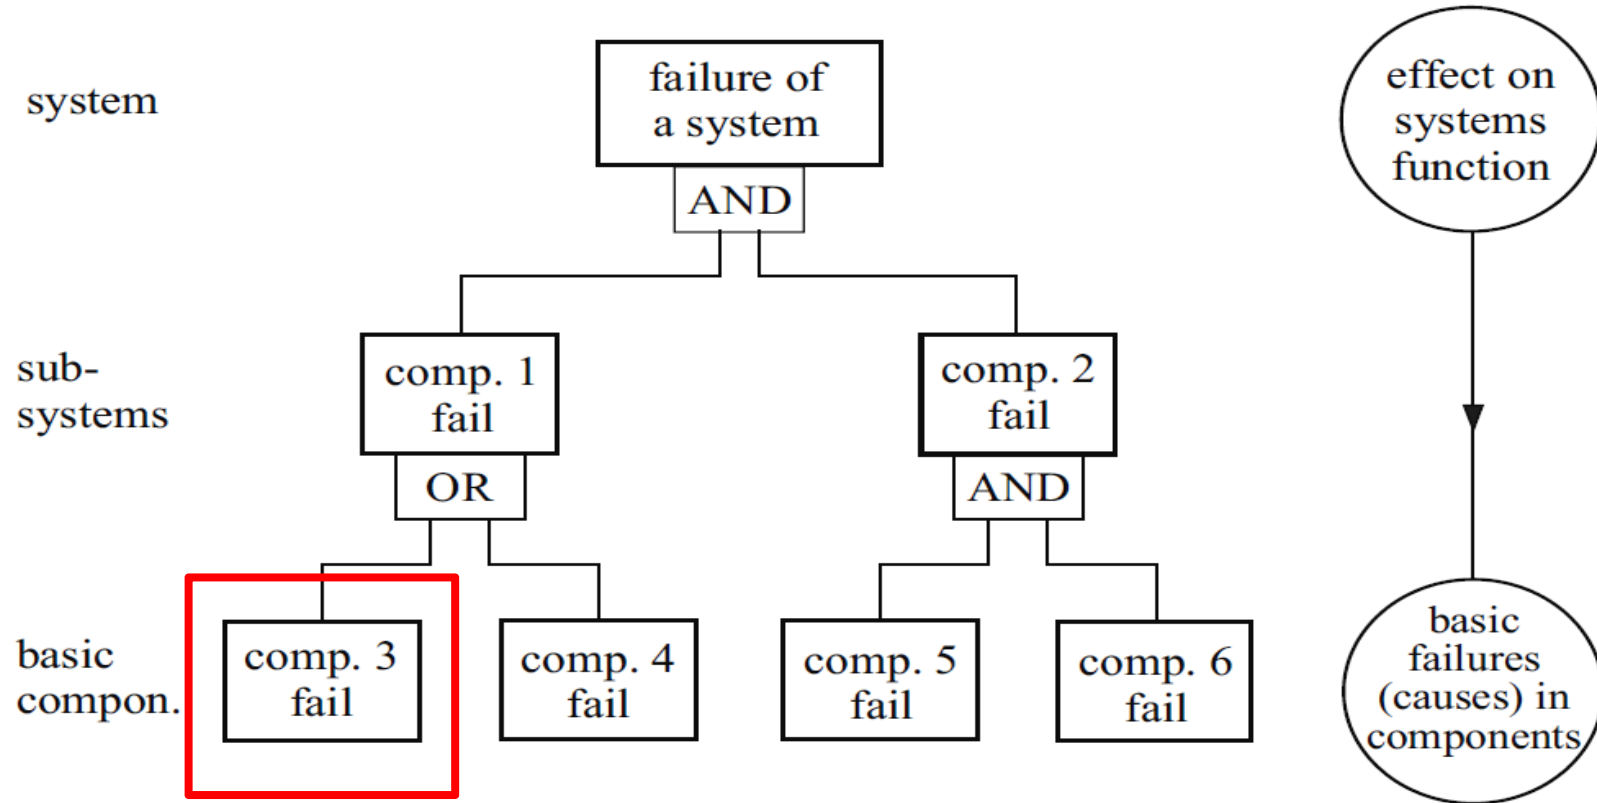 system
failure of
a system
effect on
systems
function
AND
sub-
systems
comp. 1
fail
comp. 2
fail
OR
AND
basic
compon.
comp. 3
fail
comp. 4
fail
comp. 5
fail
comp. 6
fail
basic
failures
(causes) in
components